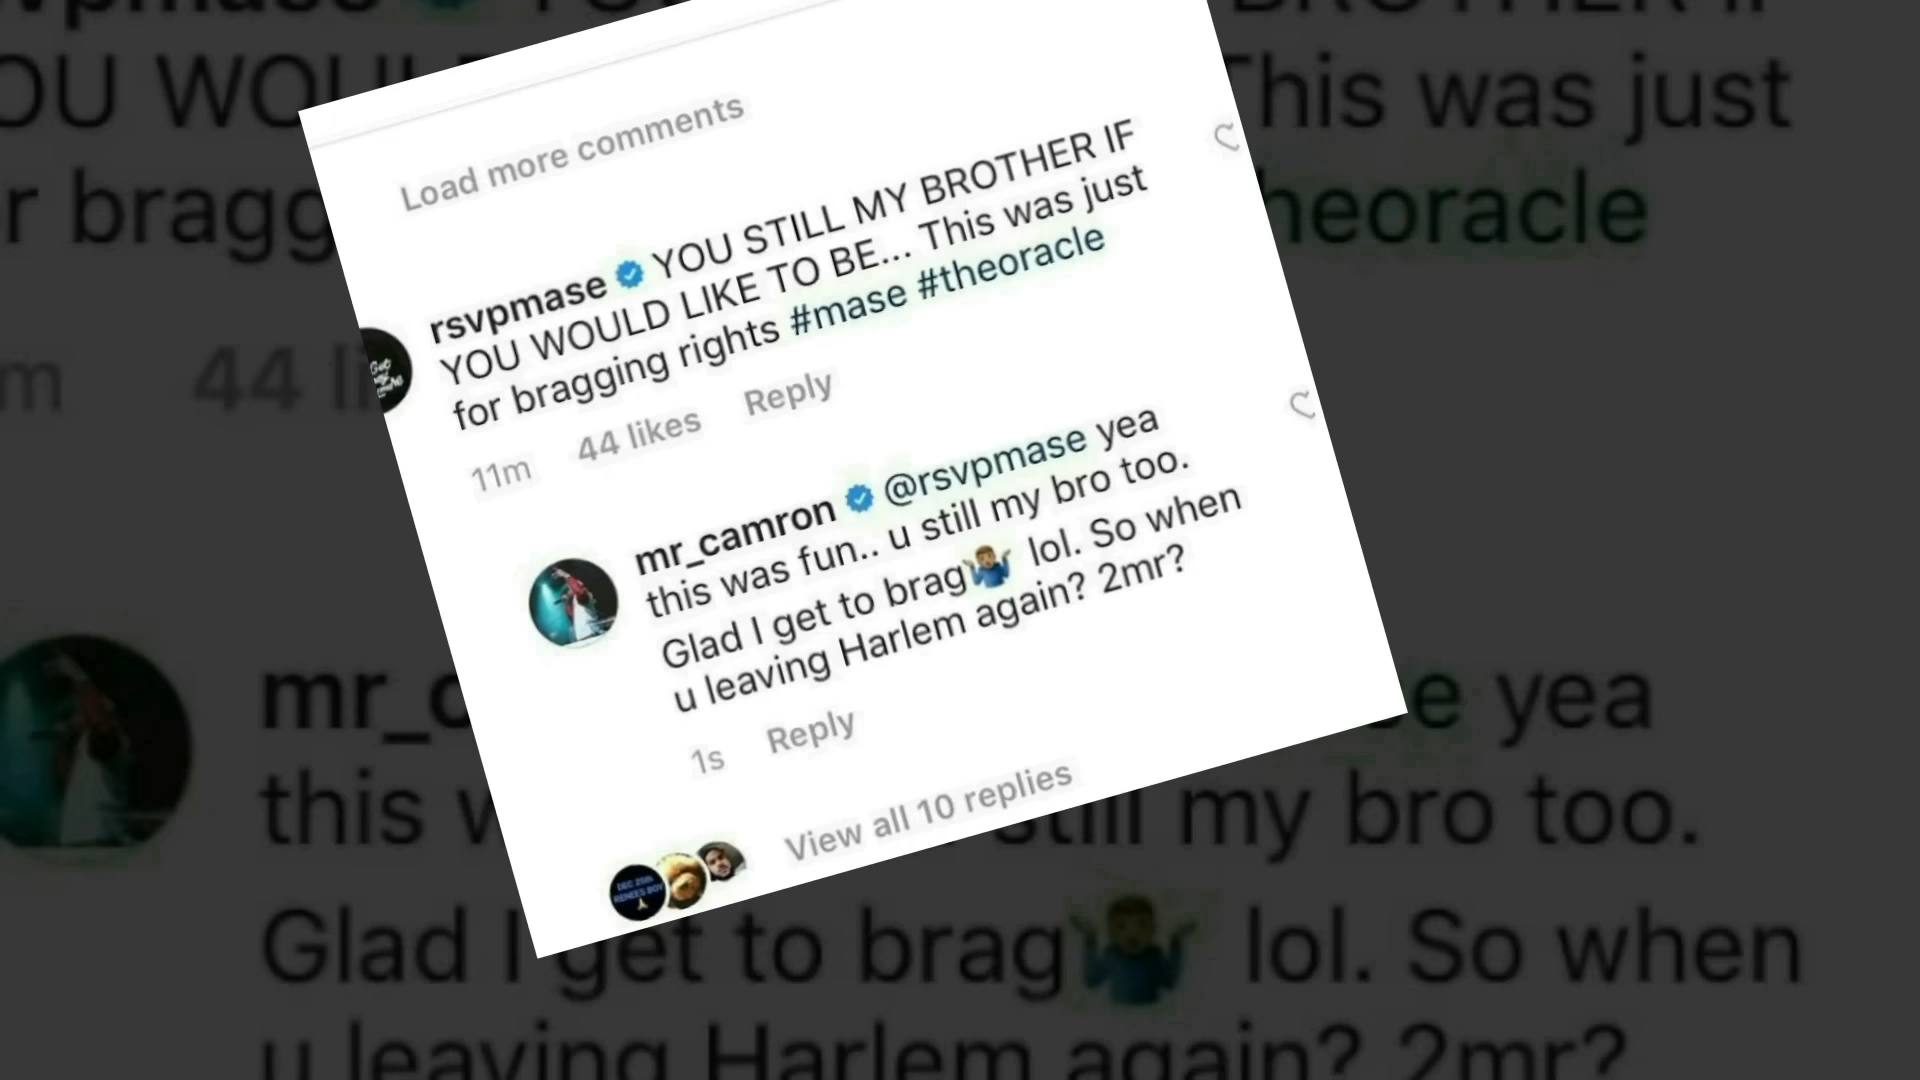 Load more comments
rsvpmase YOU STILL MY BROTHER IF
YOU WOULD LIKE TO BE... This was just
for bragging rights #mase #theoracle
11m 44 likes Reply
mr_camron @rsvpmase yea
this was fun.. u still my bro too.
Glad I get to brag🤷🏽‍♂️ lol. So when
u leaving Harlem again? 2mr?
1s Reply
View all 10 replies